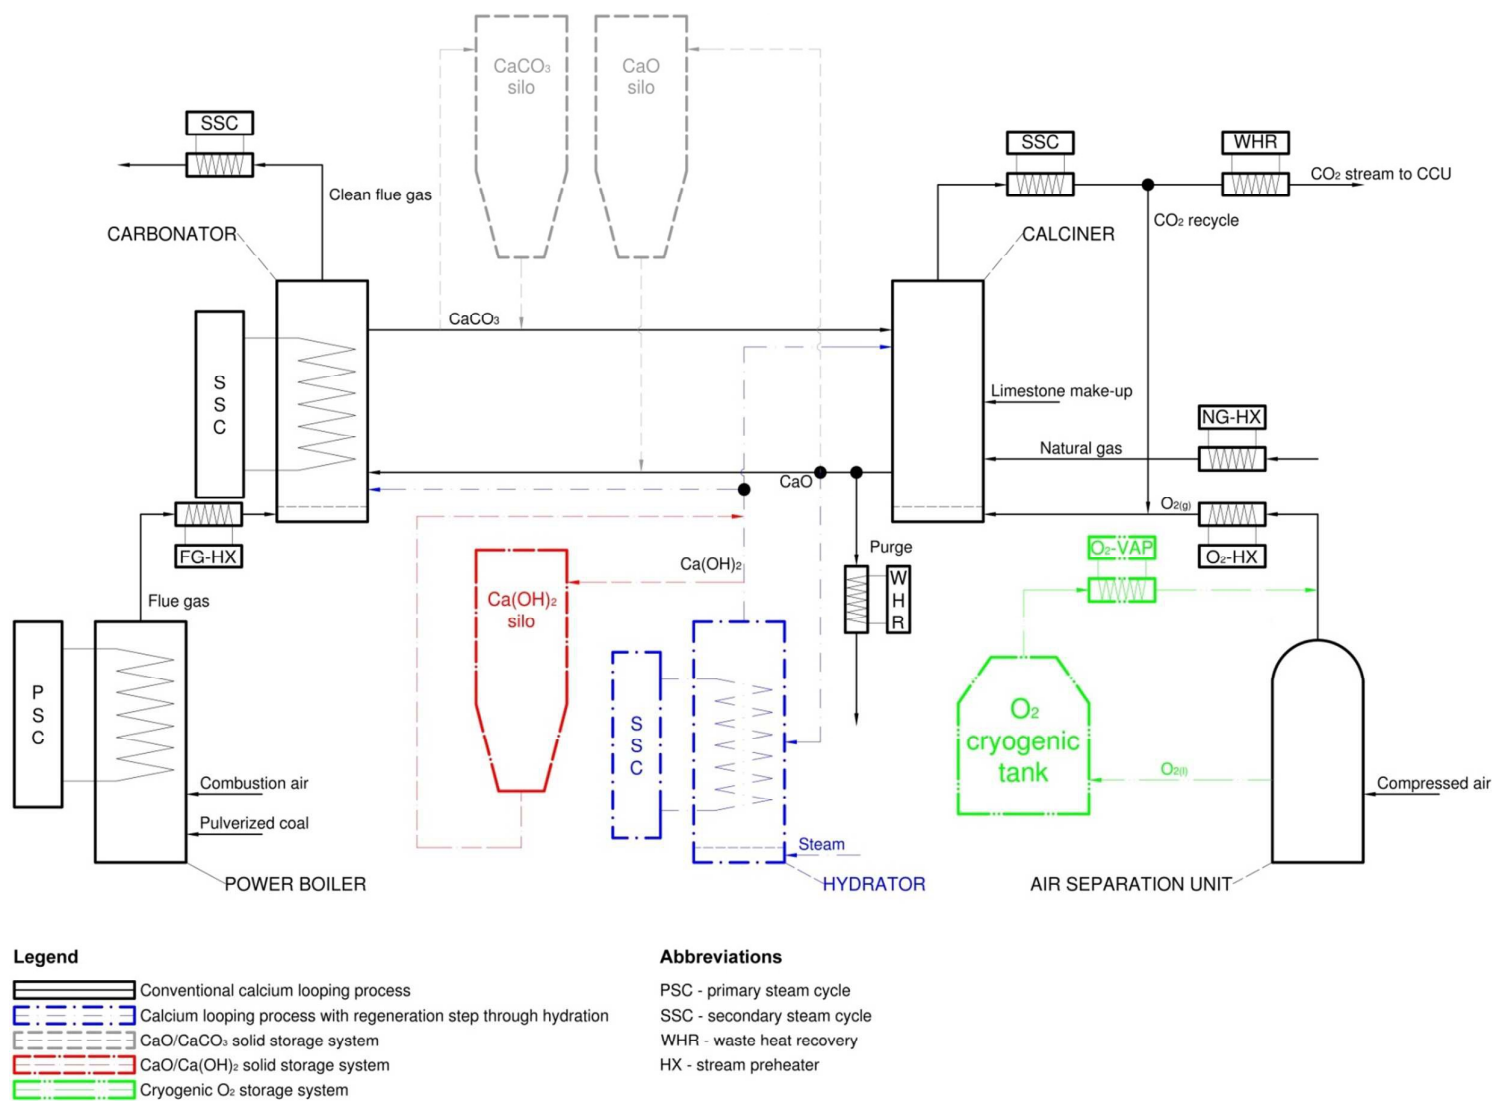 CaCO₃
silo
CaO
silo
SSC
SSC
WHR
CO₂ stream to CCU
Clean flue gas
CO₂ recycle
CARBONATOR
CALCINER
CaCO₃
S
S
C
Limestone make-up
NG-HX
Natural gas
CaO
O₂(g)
FG-HX
O₂-VAP
O₂-HX
Purge
Ca(OH)₂
W
H
R
Flue gas
Ca(OH)₂
silo
P
S
C
S
S
C
O₂
cryogenic
tank
O₂(l)
Combustion air
Compressed air
Pulverized coal
Steam
POWER BOILER
HYDRATOR
AIR SEPARATION UNIT
Legend
Conventional calcium looping process
Calcium looping process with regeneration step through hydration
CaO/CaCO₃ solid storage system
CaO/Ca(OH)₂ solid storage system
Cryogenic O₂ storage system
Abbreviations
PSC - primary steam cycle
SSC - secondary steam cycle
WHR - waste heat recovery
HX - stream preheater